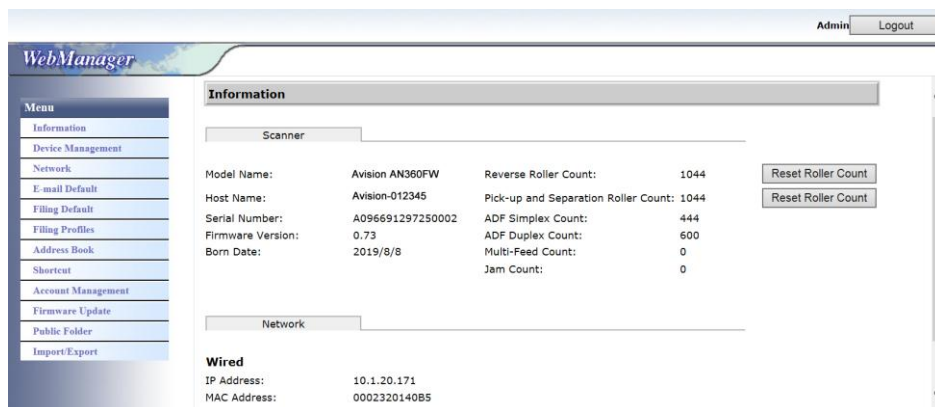 Admin Logout
WebManager
Menu
Information
Device Management
Network
E-mail Default
Filing Default
Filing Profiles
Address Book
Shortcut
Account Management
Firmware Update
Public Folder
Import/Export
Information
Scanner
Model Name: Avision AN360FW Reverse Roller Count: 1044 Reset Roller Count
Host Name: Avision-012345 Pick-up and Separation Roller Count: 1044 Reset Roller Count
Serial Number: A096691297250002 ADF Simplex Count: 444
Firmware Version: 0.73 ADF Duplex Count: 600
Born Date: 2019/8/8 Multi-Feed Count: 0
Jam Count: 0
Network
Wired
IP Address: 10.1.20.171
MAC Address: 0002320140B5